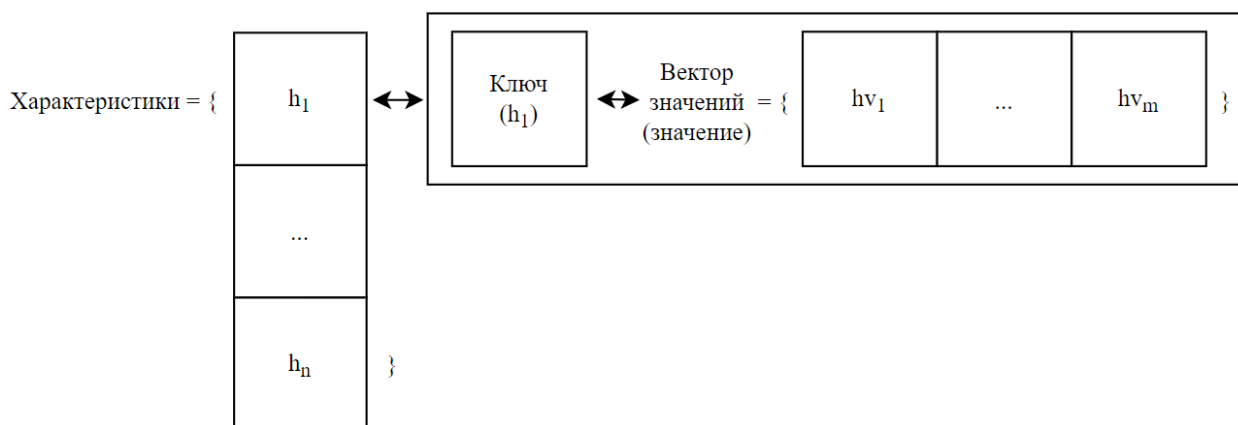 Характеристики = {
h1
Ключ
(h1)
Вектор
значений = {
(значение)
hv1
...
hvm
}
...
hn
}